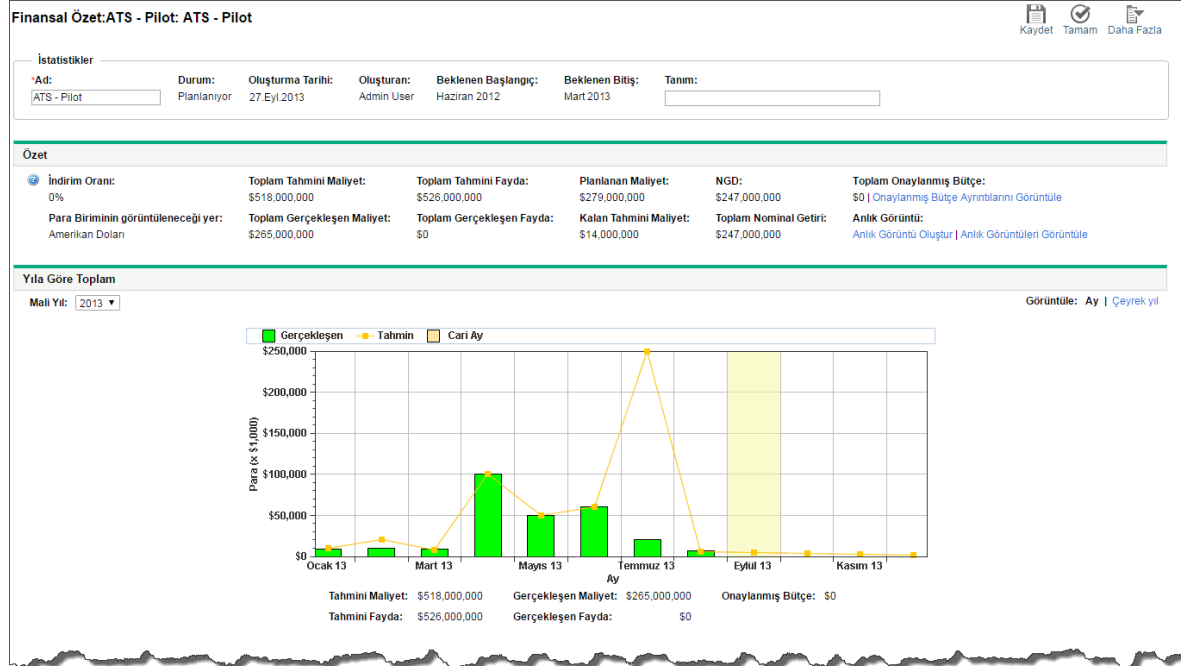 Finansal Özet:ATS - Pilot: ATS - Pilot
Kaydet Tamam Daha Fazla
İstatistikler
*Ad: Durum: Oluşturma Tarihi: Oluşturan: Beklenen Başlangıç: Beklenen Bitiş: Tanım:
ATS - Pilot Planlanıyor 27.Eyl.2013 Admin User Haziran 2012 Mart 2013
Özet
İndirim Oranı: Toplam Tahmini Maliyet: Toplam Tahmini Fayda: Planlanan Maliyet: NGD: Toplam Onaylanmış Bütçe:
0% $518,000,000 $526,000,000 $279,000,000 $247,000,000 $0 | Onaylanmış Bütçe Ayrıntılarını Görüntüle
Para Biriminin görüntüleneceği yer: Toplam Gerçekleşen Maliyet: Toplam Gerçekleşen Fayda: Kalan Tahmini Maliyet: Toplam Nominal Getiri: Anlık Görüntü:
Amerikan Doları $265,000,000 $0 $14,000,000 $247,000,000 Anlık Görüntü Oluştur | Anlık Görüntüleri Görüntüle
Yıla Göre Toplam
Mali Yıl: 2013 Görüntüle: Ay | Çeyrek yıl
Gerçekleşen Tahmin Cari Ay
$250,000
$200,000
$150,000
$100,000
$50,000
$0
Para (x $1,000)
Ocak 13 Mart 13 Mayıs 13 Temmuz 13 Eylül 13 Kasım 13
Ay
Tahmini Maliyet: $518,000,000 Gerçekleşen Maliyet: $265,000,000 Onaylanmış Bütçe: $0
Tahmini Fayda: $526,000,000 Gerçekleşen Fayda: $0